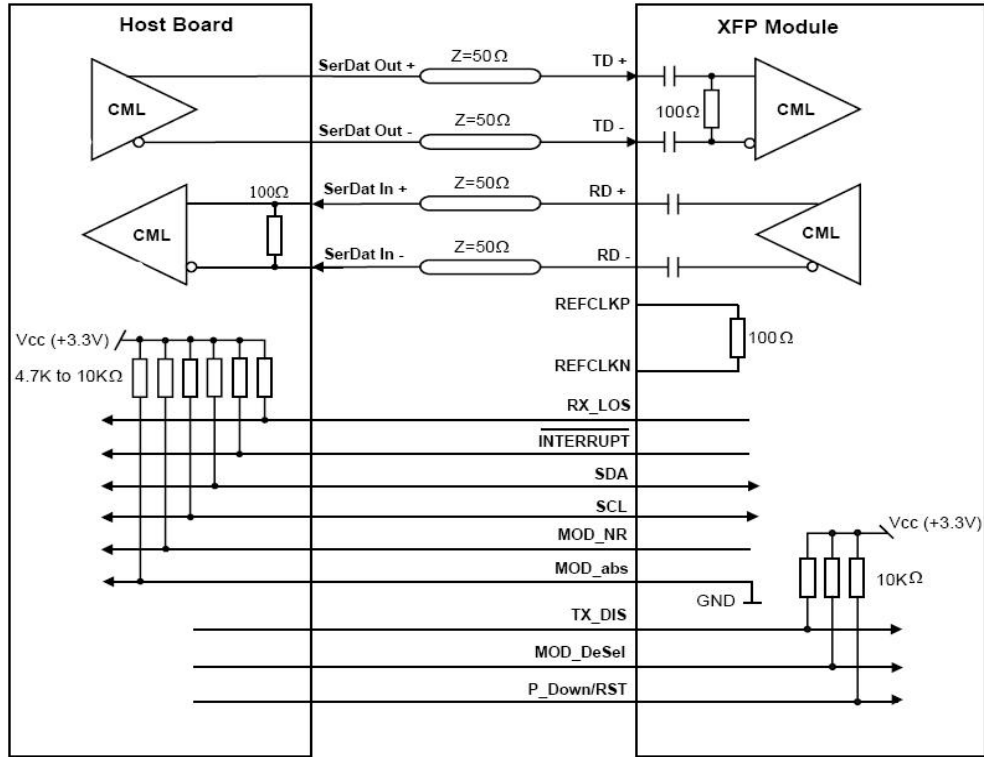 Host Board
XFP Module
SerDat Out +
Z=50Ω
TD +
CML
100Ω
CML
SerDat Out -
Z=50Ω
TD -
SerDat In +
Z=50Ω
RD +
100Ω
CML
CML
SerDat In -
Z=50Ω
RD -
REFCLKP
100Ω
REFCLKN
Vcc (+3.3V)
4.7K to 10KΩ
RX_LOS
INTERRUPT
SDA
SCL
MOD_NR
MOD_abs
Vcc (+3.3V)
10KΩ
GND
TX_DIS
MOD_DeSel
P_Down/RST